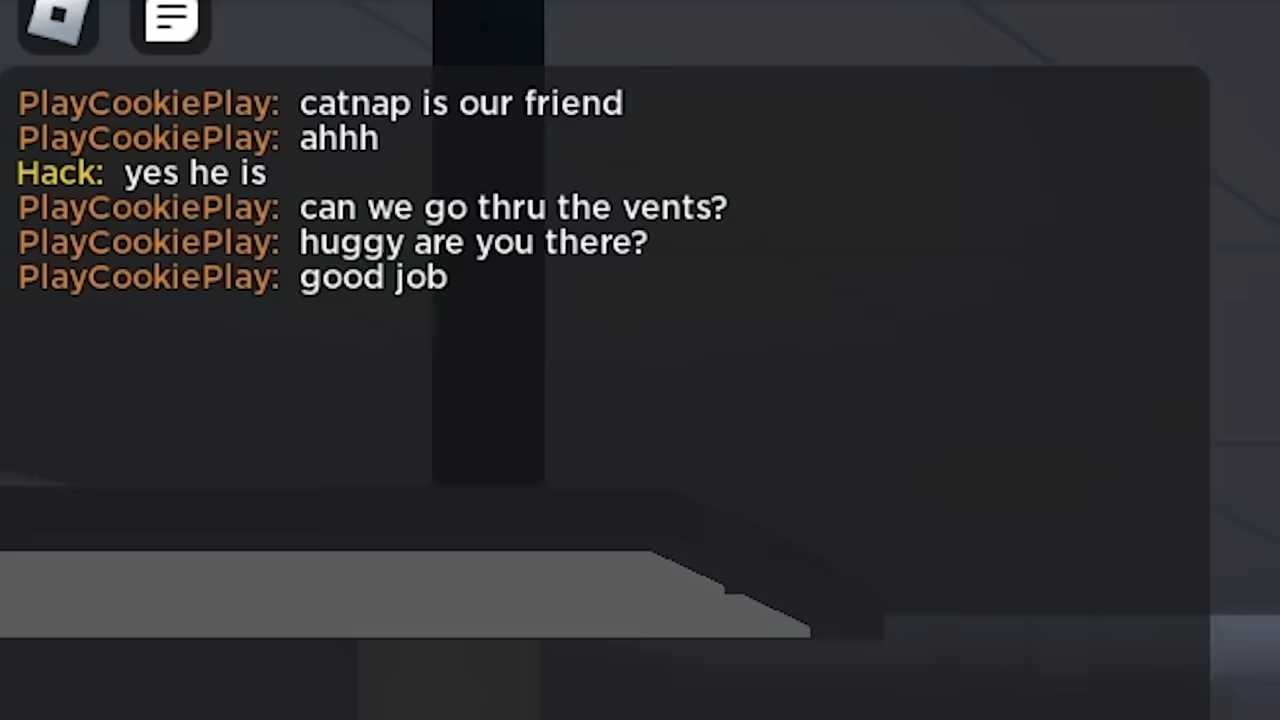 PlayCookiePlay: catnap is our friend
PlayCookiePlay: ahhh
Hack: yes he is
PlayCookiePlay: can we go thru the vents?
PlayCookiePlay: huggy are you there?
PlayCookiePlay: good job